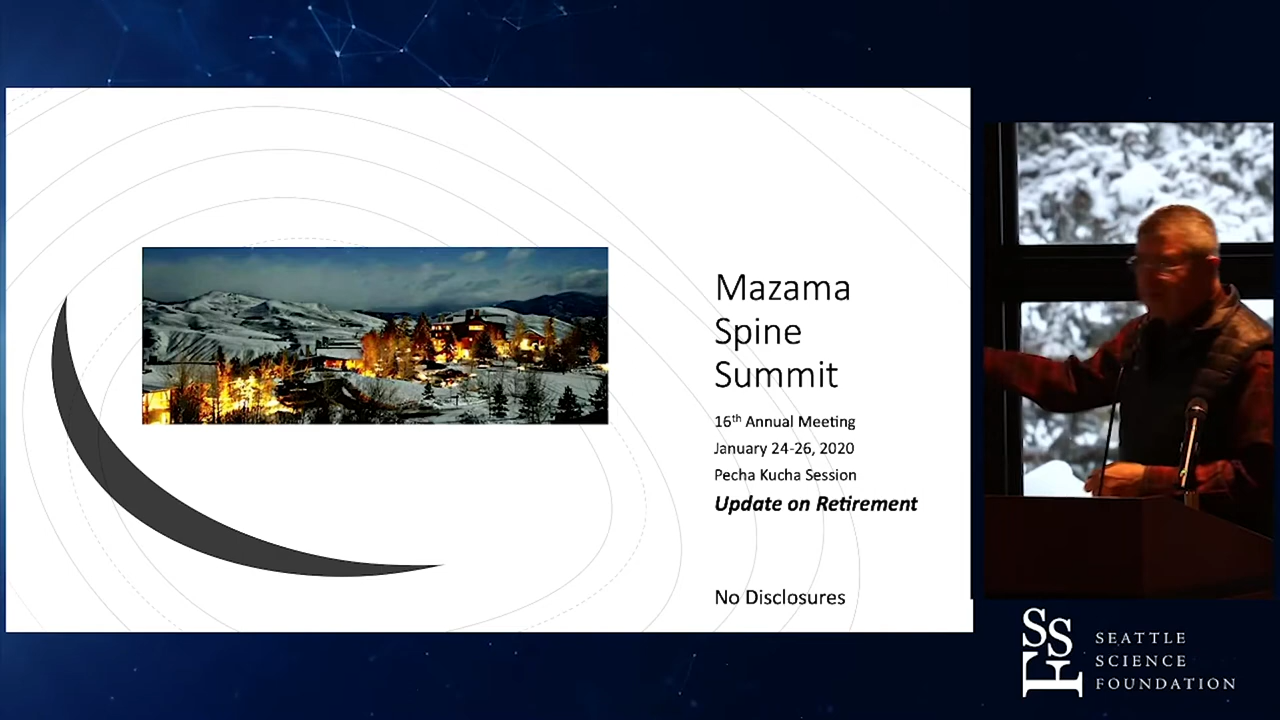 Mazama
Spine
Summit
16th Annual Meeting
January 24-26, 2020
Pecha Kucha Session
Update on Retirement
No Disclosures
SSF
SEATTLE
SCIENCE
FOUNDATION